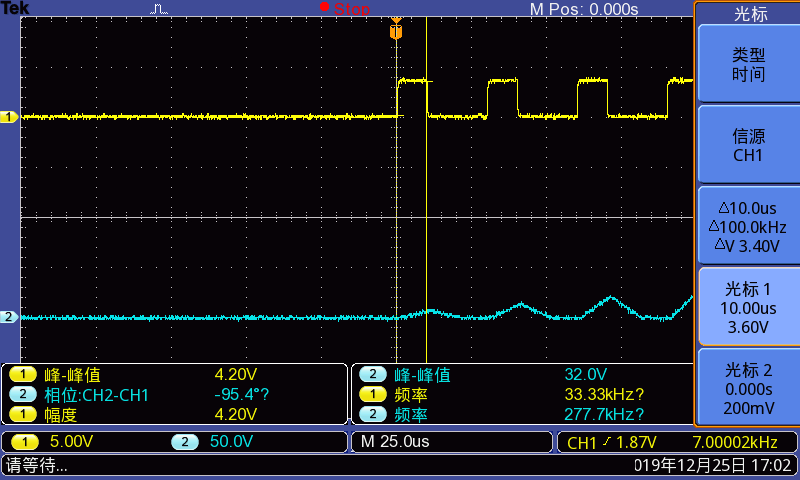 Tek
Stop
M Pos: 0.000s
光标
类型
时间
信源
CH1
△10.0us
△100.0kHz
△V 3.40V
光标 1
10.00us
3.60V
光标 2
0.000s
200mV
T
1
2
1 峰-峰值 4.20V
2 相位:CH2-CH1 -95.4°?
1 幅度 4.20V
2 峰-峰值 32.0V
1 频率 33.33kHz?
2 频率 277.7kHz?
1 5.00V 2 50.0V
M 25.0us
CH1 1.87V 7.00002kHz
请等待...
019年12月25日 17:02